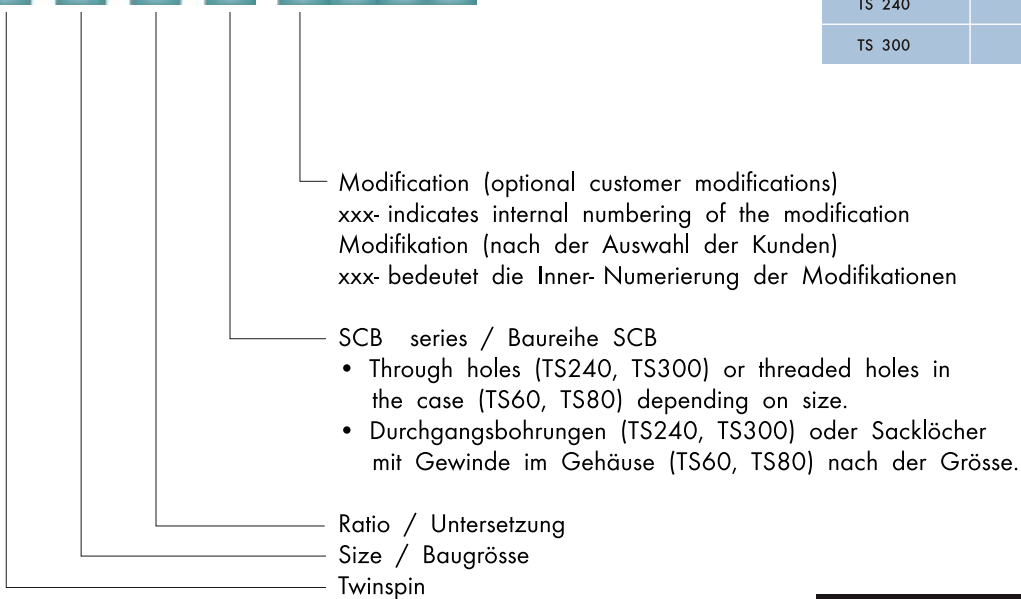 TS 240
TS 300
Modification (optional customer modifications)
xxx- indicates internal numbering of the modification
Modifikation (nach der Auswahl der Kunden)
xxx- bedeutet die Inner- Numerierung der Modifikationen
SCB series / Baureihe SCB
• Through holes (TS240, TS300) or threaded holes in
the case (TS60, TS80) depending on size.
• Durchgangsbohrungen (TS240, TS300) oder Sacklöcher
mit Gewinde im Gehäuse (TS60, TS80) nach der Grösse.
Ratio / Untersetzung
Size / Baugrösse
Twinspin